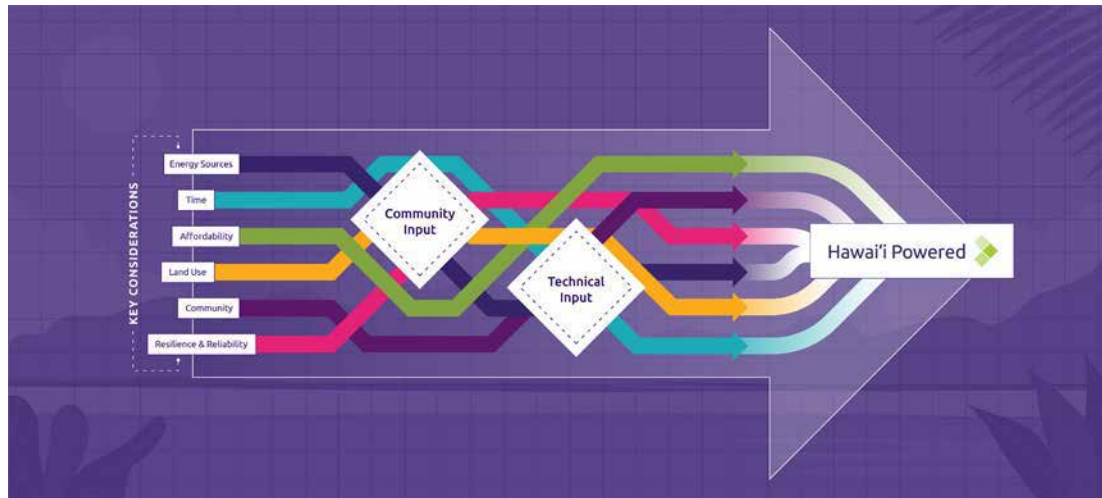 KEY CONSIDERATIONS
Energy Sources
Time
Affordability
Land Use
Community
Resilience & Reliability
Community
Input
Technical
Input
Hawai‘i Powered